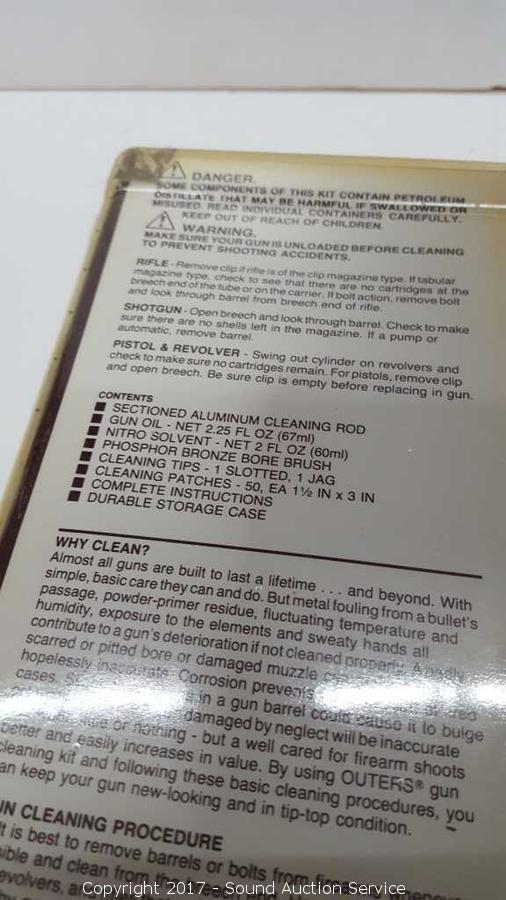 DANGER.
SOME COMPONENTS OF THIS KIT CONTAIN PETROLEUM
DISTILLATE THAT MAY BE HARMFUL IF SWALLOWED OR
MISUSED. READ INDIVIDUAL CONTAINERS CAREFULLY.
KEEP OUT OF REACH OF CHILDREN.
WARNING.
MAKE SURE YOUR GUN IS UNLOADED BEFORE CLEANING
TO PREVENT SHOOTING ACCIDENTS.
RIFLE - Remove clip if rifle is of the clip magazine type. If tabular
magazine type, check to see that there are no cartridges at the
breech end of the tube or on the carrier. If bolt action, remove bolt
and look through barrel from breech end of rifle.
SHOTGUN - Open breech and look through barrel. Check to make
sure there are no shells left in the magazine. If a pump or
automatic, remove barrel.
PISTOL & REVOLVER - Swing out cylinder on revolvers and
check to make sure no cartridges remain. For pistols, remove clip
and open breech. Be sure clip is empty before replacing in gun.
CONTENTS
■ SECTIONED ALUMINUM CLEANING ROD
■ GUN OIL - NET 2.25 FL OZ (67ml)
■ NITRO SOLVENT - NET 2 FL OZ (60ml)
■ PHOSPHOR BRONZE BORE BRUSH
■ CLEANING TIPS - 1 SLOTTED, 1 JAG
■ CLEANING PATCHES - 50, EA 1½ IN x 3 IN
■ COMPLETE INSTRUCTIONS
■ DURABLE STORAGE CASE
WHY CLEAN?
Almost all guns are built to last a lifetime . . . and beyond. With
simple, basic care they can and do. But metal fouling from a bullet's
passage, powder-primer residue, fluctuating temperature and
humidity, exposure to the elements and sweaty hands all
contribute to a gun's deterioration if not cleaned properly. A badly
scarred or pitted bore or damaged muzzle
hopelessly inaccurate. Corrosion prevents
cases. in a gun barrel could cause it to bulge
damaged by neglect will be inaccurate
or nothing - but a well cared for firearm shoots
better and easily increases in value. By using OUTERS® gun
cleaning kit and following these basic cleaning procedures, you
can keep your gun new-looking and in tip-top condition.
CLEANING PROCEDURE
It is best to remove barrels or bolts from
and clean from the
Copyright 2017 - Sound Auction Service